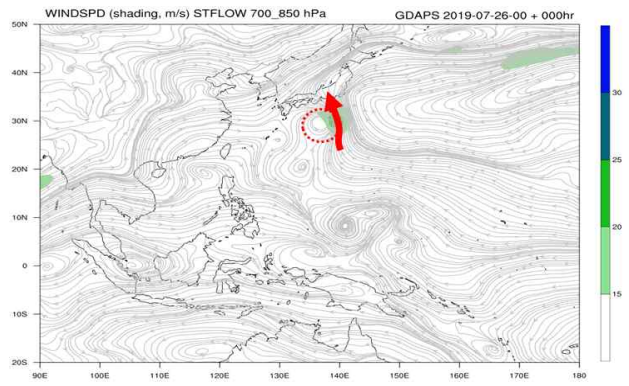 WINDSPD (shading, m/s) STFLOW 700_850 hPa
GDAPS 2019-07-26-00 + 000hr
50N
40N
30N
20N
10N
0
10S
20S
90E
100E
110E
120E
130E
140E
150E
160E
170E
180
30
25
20
15